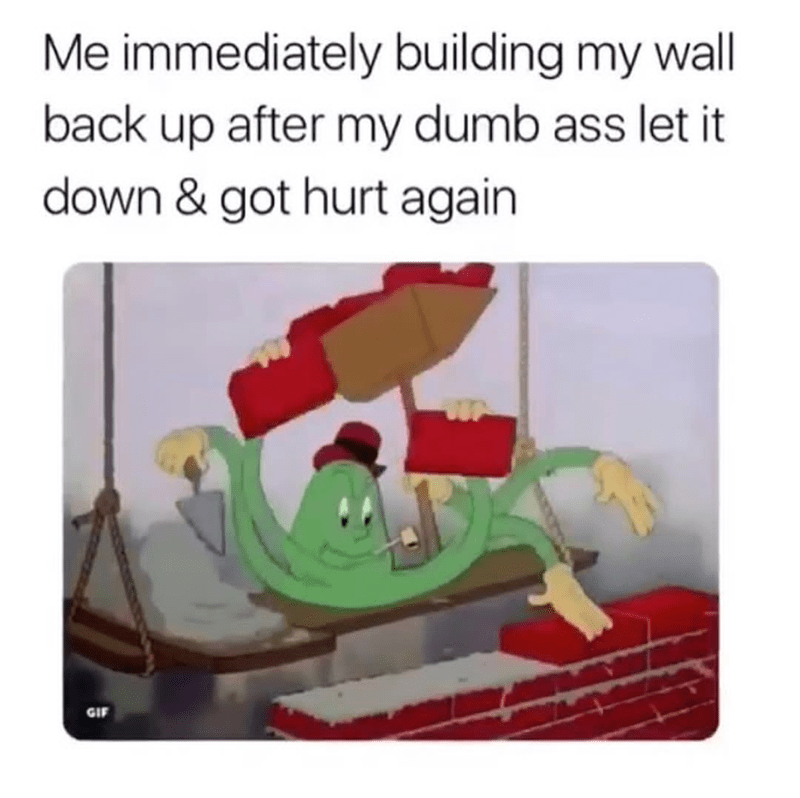 Me immediately building my wall
back up after my dumb ass let it
down & got hurt again
GIF